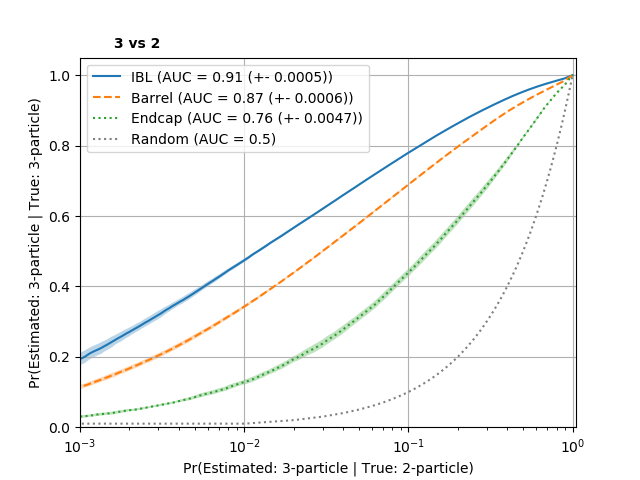 3 vs 2
IBL (AUC = 0.91 (+- 0.0005))
Barrel (AUC = 0.87 (+- 0.0006))
Endcap (AUC = 0.76 (+- 0.0047))
Random (AUC = 0.5)
Pr(Estimated: 3-particle | True: 3-particle)
1.0
0.8
0.6
0.4
0.2
0.0
10⁻³ 10⁻² 10⁻¹ 10⁰
Pr(Estimated: 3-particle | True: 2-particle)